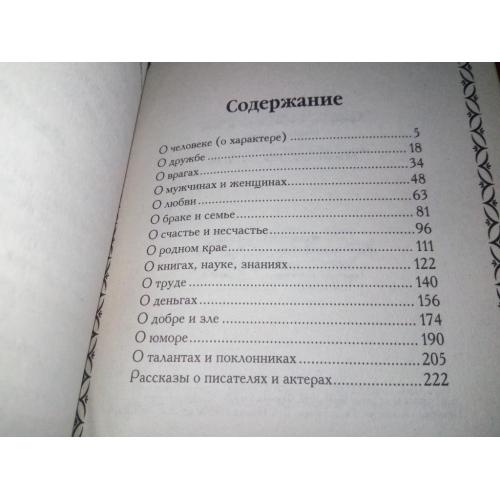 Содержание
О человеке (о характере) 5
О дружбе 18
О врагах 34
О мужчинах и женщинах 48
О любви 63
О браке и семье 81
О счастье и несчастье 96
О родном крае 111
О книгах, науке, знаниях 122
О труде 140
О деньгах 156
О добре и зле 174
О юморе 190
О талантах и поклонниках 205
Рассказы о писателях и актерах 222